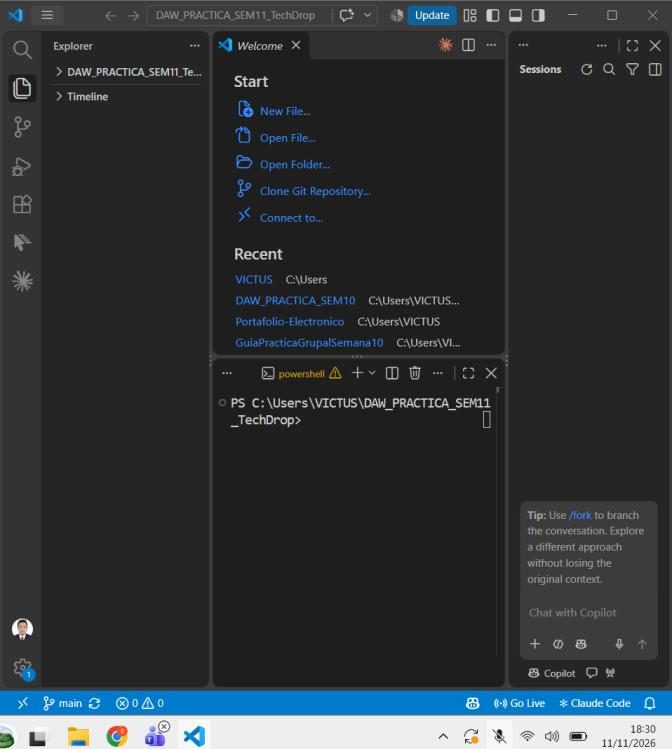 DAW_PRACTICA_SEM11_TechDrop
Update
Explorer
DAW_PRACTICA_SEM11_Te...
Timeline
Welcome
Start
New File...
Open File...
Open Folder...
Clone Git Repository...
Connect to...
Recent
VICTUS C:\Users
DAW_PRACTICA_SEM10 C:\Users\VICTUS...
Portafolio-Electronico C:\Users\VICTUS
GuiaPracticaGrupalSemana10 C:\Users\VI...
powershell
PS C:\Users\VICTUS\DAW_PRACTICA_SEM11
_TechDrop>
Sessions
Tip: Use /fork to branch
the conversation. Explore
a different approach
without losing the
original context.
Chat with Copilot
Copilot
1
main 0 0 Go Live Claude Code
18:30
11/11/2026